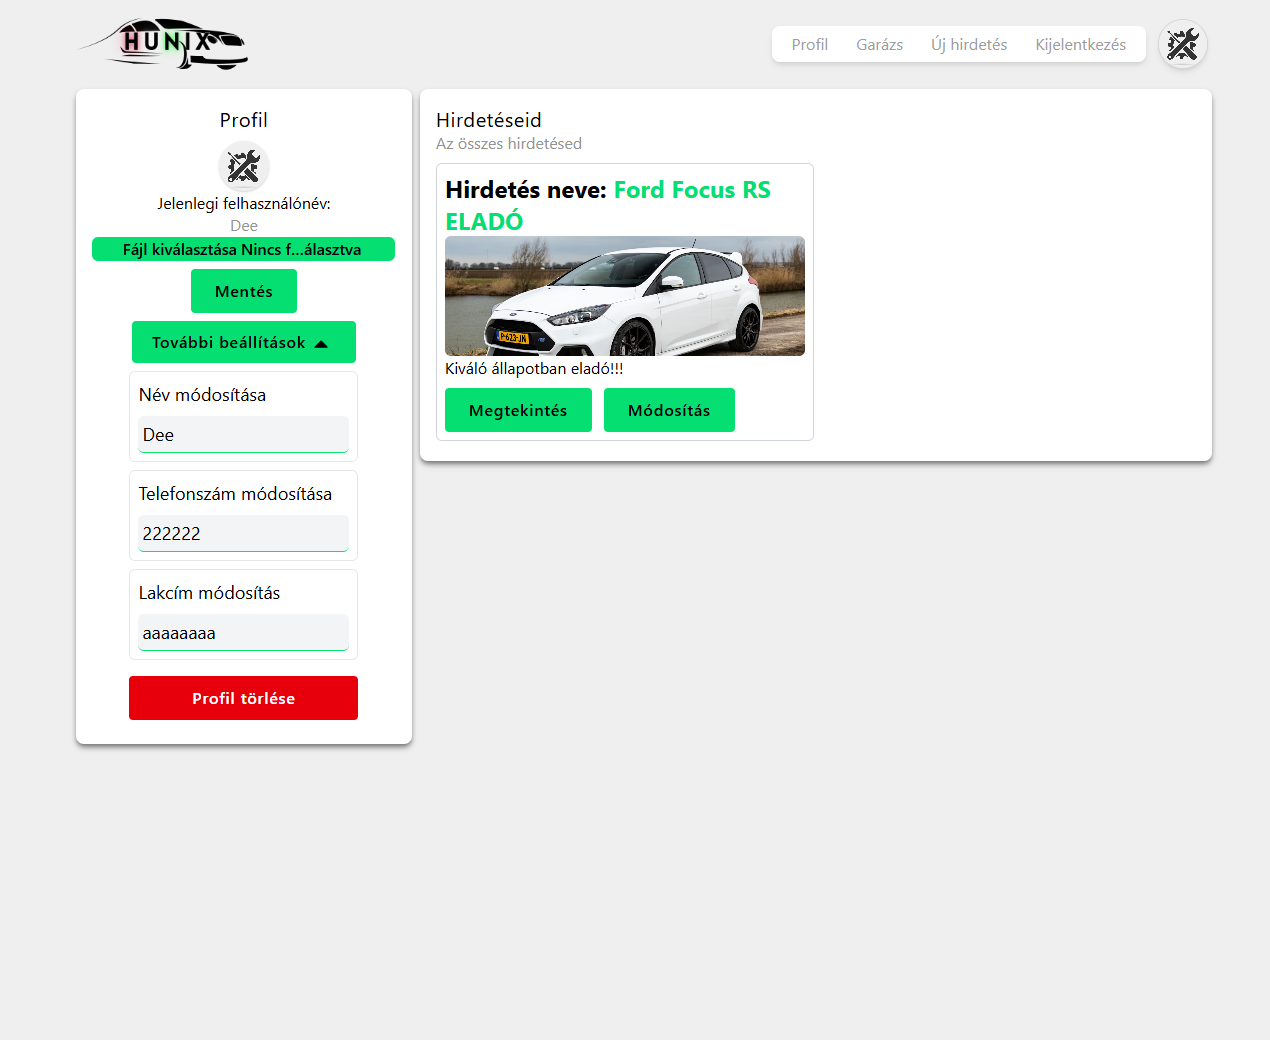 HUNIX
Profil Garázs Új hirdetés Kijelentkezés
Profil
Jelenlegi felhasználónév:
Dee
Fájl kiválasztása Nincs f...álasztva
Mentés
További beállítások
Név módosítása
Dee
Telefonszám módosítása
222222
Lakcím módosítás
aaaaaaaa
Profil törlése
Hirdetéseid
Az összes hirdetésed
Hirdetés neve: Ford Focus RS
ELADÓ
P-623-JN
Kiváló állapotban eladó!!!
Megtekintés Módosítás